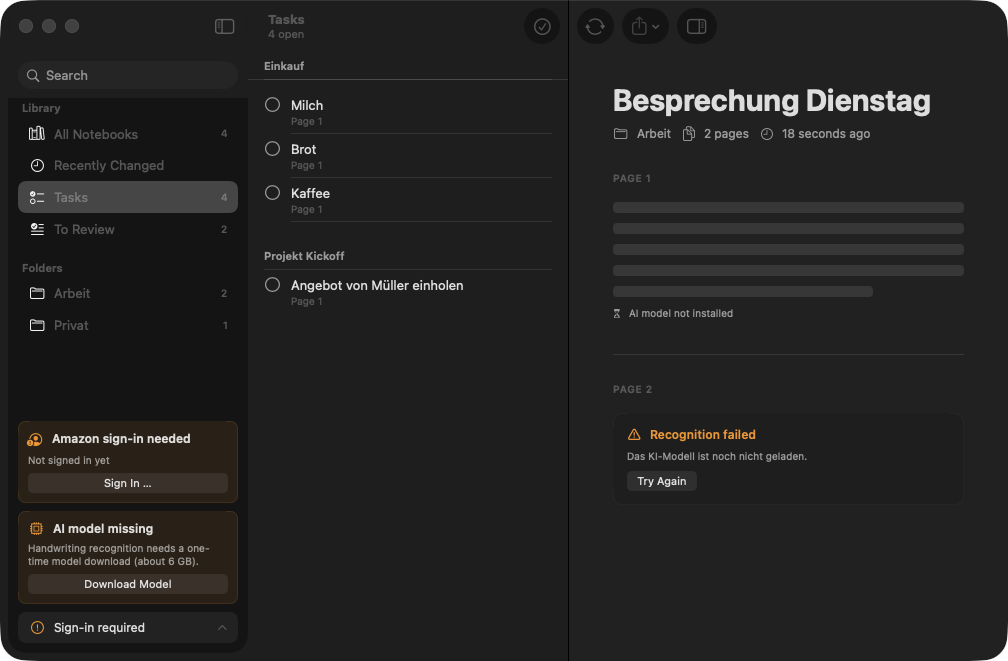 Tasks
4 open
Search
Library
All Notebooks 4
Recently Changed
Tasks 4
To Review 2
Folders
Arbeit 2
Privat 1
Amazon sign-in needed
Not signed in yet
Sign In ...
AI model missing
Handwriting recognition needs a one-
time model download (about 6 GB).
Download Model
Sign-in required
Einkauf
Milch
Page 1
Brot
Page 1
Kaffee
Page 1
Projekt Kickoff
Angebot von Müller einholen
Page 1
Besprechung Dienstag
Arbeit 2 pages 18 seconds ago
PAGE 1
AI model not installed
PAGE 2
Recognition failed
Das KI-Modell ist noch nicht geladen.
Try Again